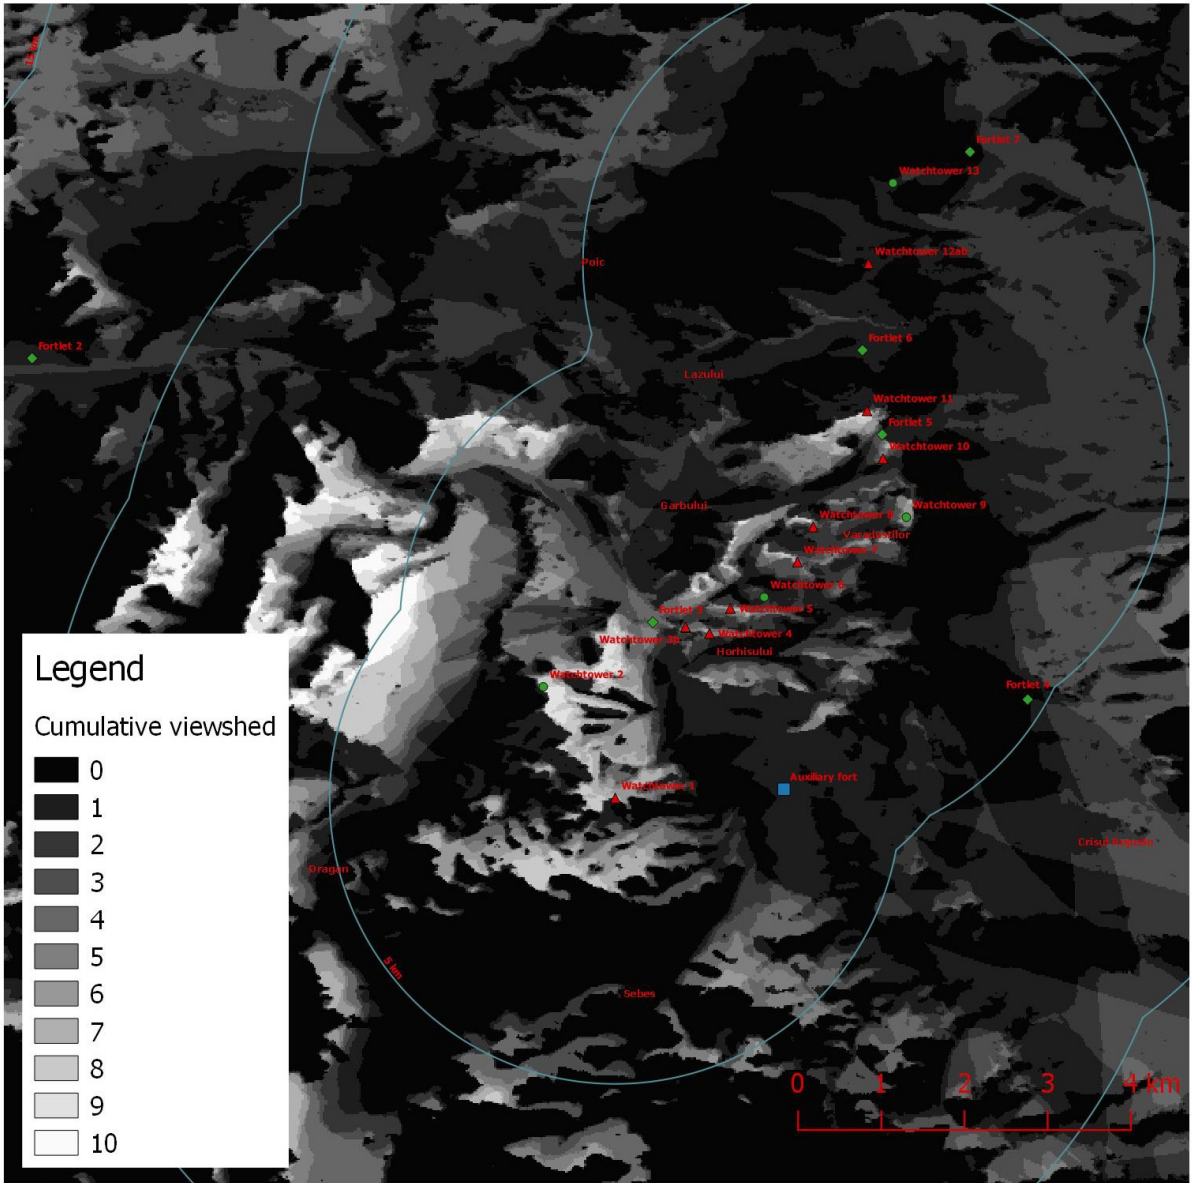 Fortlet 7
Watchtower 13
Watchtower 12ab
Poic
Fortlet 2
Fortlet 6
Lazului
Watchtower 11
Fortlet 5
Watchtower 10
Garbului
Watchtower 9
Watchtower 8
Watchtower 7
Watchtower 6
Fortlet
Watchtower 5
Watchtower 3b
Watchtower 4
Horhisului
Watchtower 2
Fortlet 4
Auxiliary fort
Watchtower 1
Crisul
Dragan
5 km
Sebes
Legend
Cumulative viewshed
0
1
2
3
4
5
6
7
8
9
10
0 1 2 3 4 km